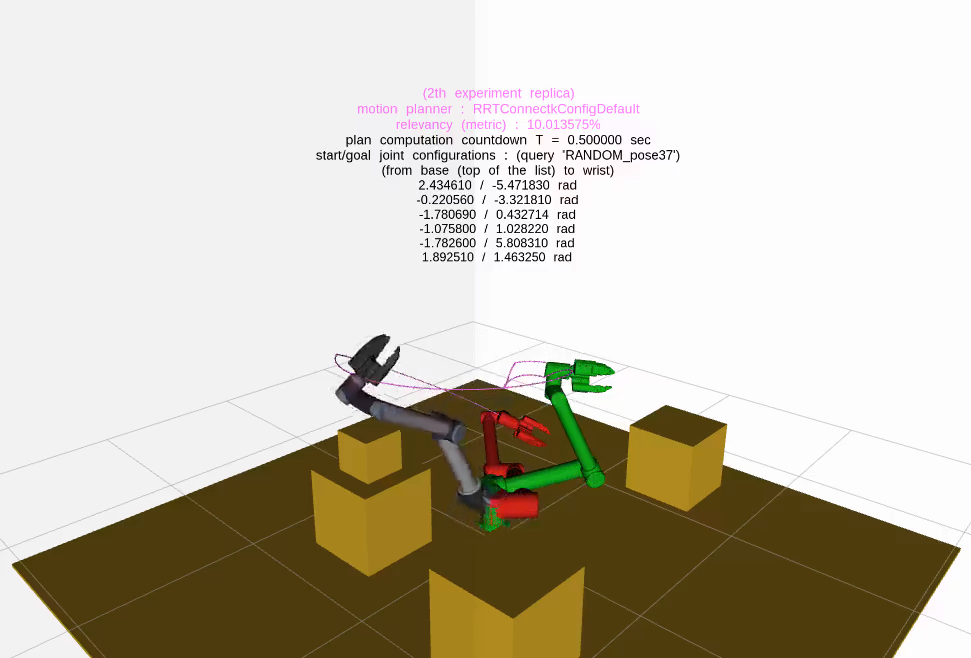 (2th experiment replica)
motion planner : RRTConnectkConfigDefault
relevancy (metric) : 10.013575%
plan computation countdown T = 0.500000 sec
start/goal joint configurations : (query 'RANDOM_pose37')
(from base (top of the list) to wrist)
2.434610 / -5.471830 rad
-0.220560 / -3.321810 rad
-1.780690 / 0.432714 rad
-1.075800 / 1.028220 rad
-1.782600 / 5.808310 rad
1.892510 / 1.463250 rad